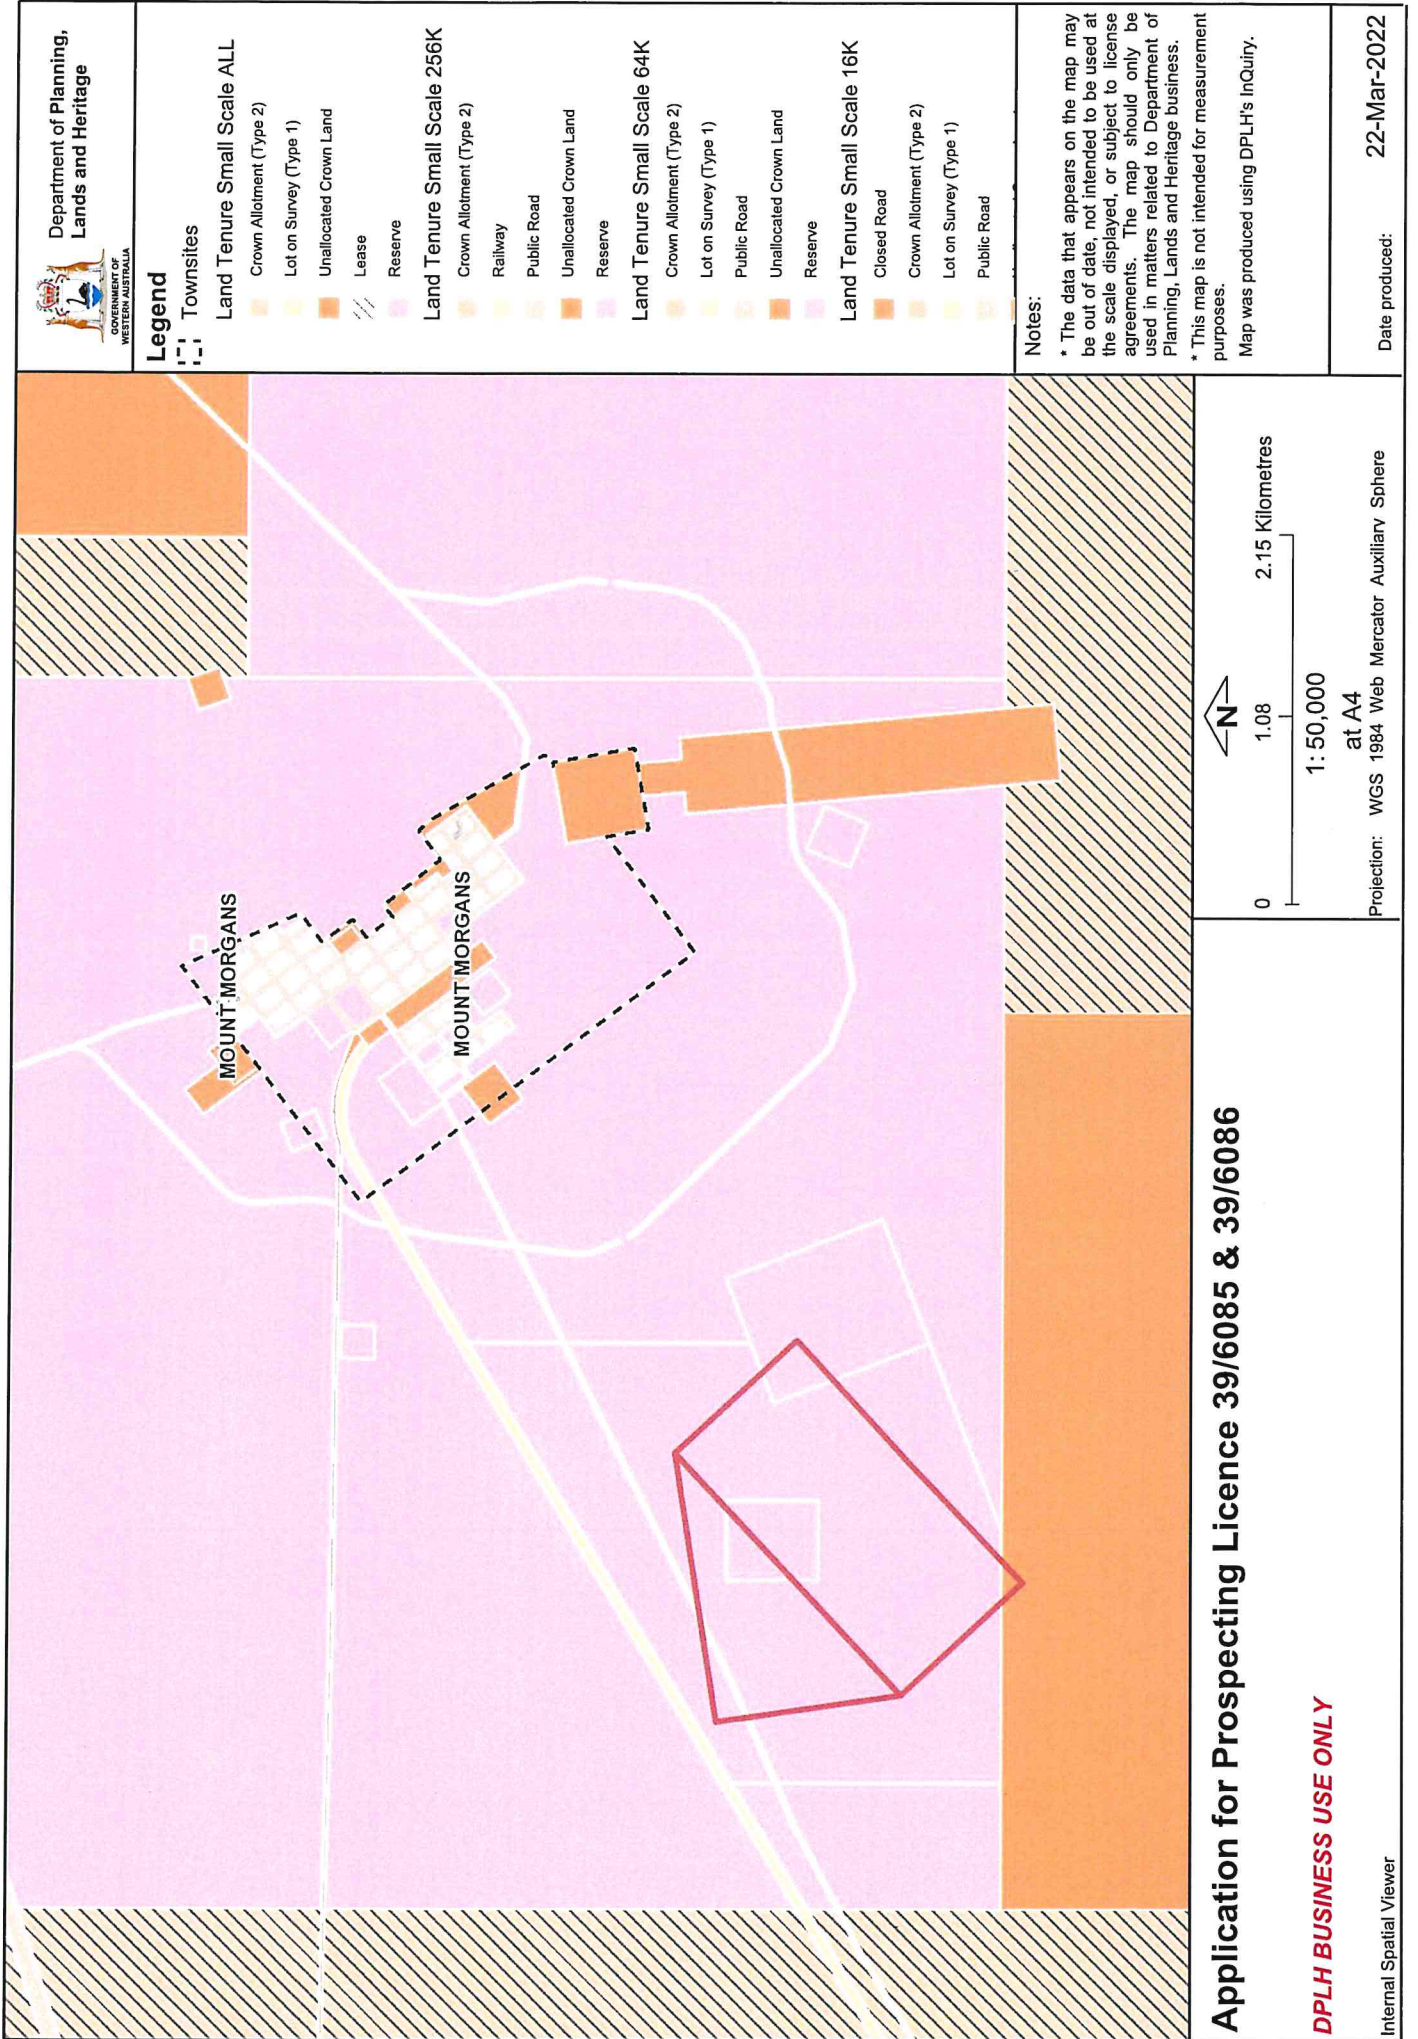 Department of Planning,
Lands and Heritage
GOVERNMENT OF
WESTERN AUSTRALIA
Legend
Townsites
Land Tenure Small Scale ALL
Crown Allotment (Type 2)
Lot on Survey (Type 1)
Unallocated Crown Land
Lease
Reserve
Land Tenure Small Scale 256K
Crown Allotment (Type 2)
Railway
Public Road
Unallocated Crown Land
Reserve
Land Tenure Small Scale 64K
Crown Allotment (Type 2)
Lot on Survey (Type 1)
Public Road
Unallocated Crown Land
Reserve
Land Tenure Small Scale 16K
Closed Road
Crown Allotment (Type 2)
Lot on Survey (Type 1)
Public Road
Notes:
* The data that appears on the map may
be out of date, not intended to be used at
the scale displayed, or subject to license
agreements. The map should only be
used in matters related to Department of
Planning, Lands and Heritage business.
* This map is not intended for measurement
purposes.
Map was produced using DPLH's InQuiry.
Date produced: 22-Mar-2022
MOUNT MORGANS
MOUNT MORGANS
Application for Prospecting Licence 39/6085 & 39/6086
DPLH BUSINESS USE ONLY
Internal Spatial Viewer
N
0 1.08 2.15 Kilometres
1: 50,000
at A4
Projection: WGS 1984 Web Mercator Auxiliary Sphere